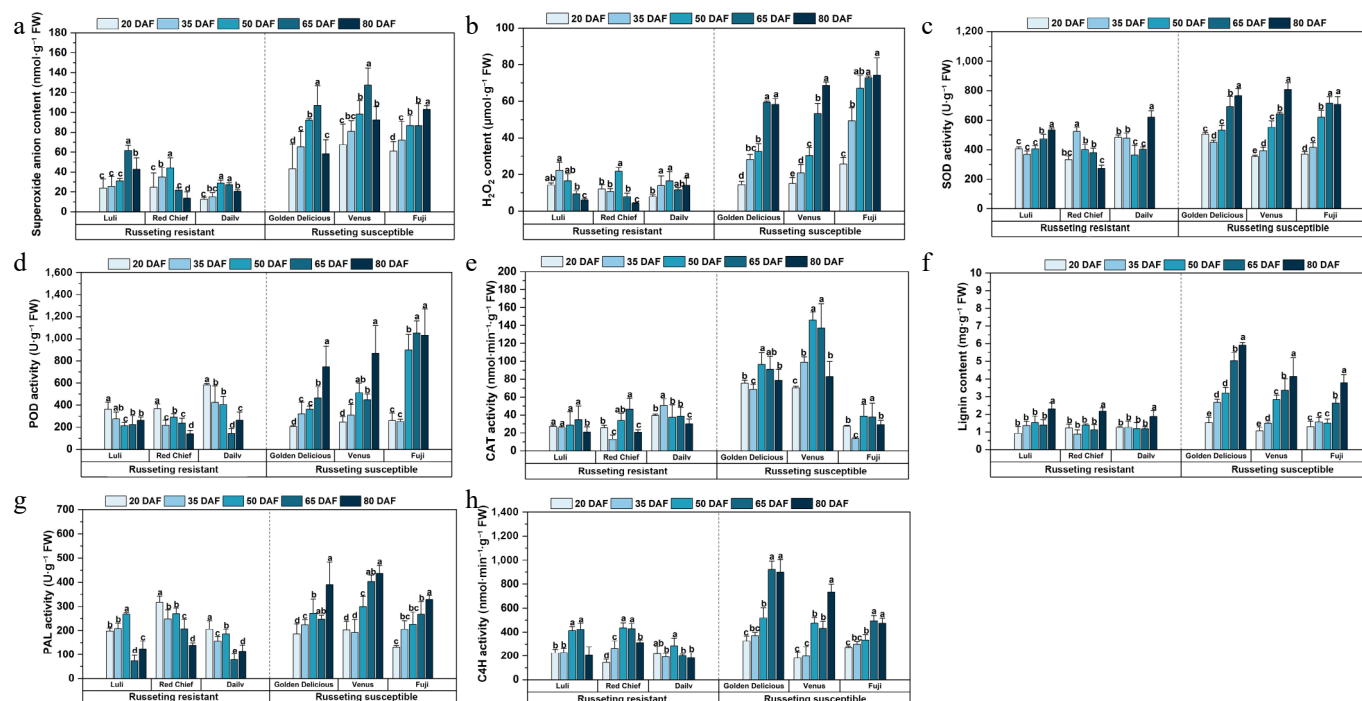 a
20 DAF 35 DAF 50 DAF 65 DAF 80 DAF
Superoxide anion content (nmol·g⁻¹ FW)
180
160
140
120
100
80
60
40
20
0
c c c a b
c b a c d
c bc a a b
d c b a c
c bc b a b
c c b b a
Luli Red Chief Dailv Golden Delicious Venus Fuji
Russeting resistant Russeting susceptible
b
20 DAF 35 DAF 50 DAF 65 DAF 80 DAF
H₂O₂ content (μmol·g⁻¹ FW)
100
80
60
40
20
0
ab a ab b c
b b a b c
b a a ab a
c b b a a
d d c b a
c b ab a a
Luli Red Chief Dailv Golden Delicious Venus Fuji
Russeting resistant Russeting susceptible
c
20 DAF 35 DAF 50 DAF 65 DAF 80 DAF
SOD activity (U·g⁻¹ FW)
1,200
1,000
800
600
400
200
0
c c c b a
bc a b b c
b b c c a
c d c b a
e d c b a
c c b a a
Luli Red Chief Dailv Golden Delicious Venus Fuji
Russeting resistant Russeting susceptible
d
20 DAF 35 DAF 50 DAF 65 DAF 80 DAF
POD activity (U·g⁻¹ FW)
1,600
1,400
1,200
1,000
800
600
400
200
0
a ab c b b
a c b c d
a b b d c
d c c b a
d c b b a
c c b a a
Luli Red Chief Dailv Golden Delicious Venus Fuji
Russeting resistant Russeting susceptible
e
20 DAF 35 DAF 50 DAF 65 DAF 80 DAF
CAT activity (nmol·min⁻¹·g⁻¹ FW)
200
180
160
140
120
100
80
60
40
20
0
a a a a b
b c b a c
b a b b c
b c a ab b
c b a a b
b c a a b
Luli Red Chief Dailv Golden Delicious Venus Fuji
Russeting resistant Russeting susceptible
f
20 DAF 35 DAF 50 DAF 65 DAF 80 DAF
Lignin content (mg·g⁻¹ FW)
10
9
8
7
6
5
4
3
2
1
0
c b b b a
b c b c a
b b b b a
e d c b a
c c b b a
c c c b a
Luli Red Chief Dailv Golden Delicious Venus Fuji
Russeting resistant Russeting susceptible
g
20 DAF 35 DAF 50 DAF 65 DAF 80 DAF
PAL activity (U·g⁻¹ FW)
700
600
500
400
300
200
100
0
b b a d c
a b b c d
a c b d c
d c b ab a
d d c ab a
d bc bc b a
Luli Red Chief Dailv Golden Delicious Venus Fuji
Russeting resistant Russeting susceptible
h
20 DAF 35 DAF 50 DAF 65 DAF 80 DAF
C4H activity (nmol·min⁻¹·g⁻¹ FW)
1,400
1,200
1,000
800
600
400
200
0
b b a a
d c a a b
ab b a b b
d c b a a
c c b b a
c c b a a
Luli Red Chief Dailv Golden Delicious Venus Fuji
Russeting resistant Russeting susceptible